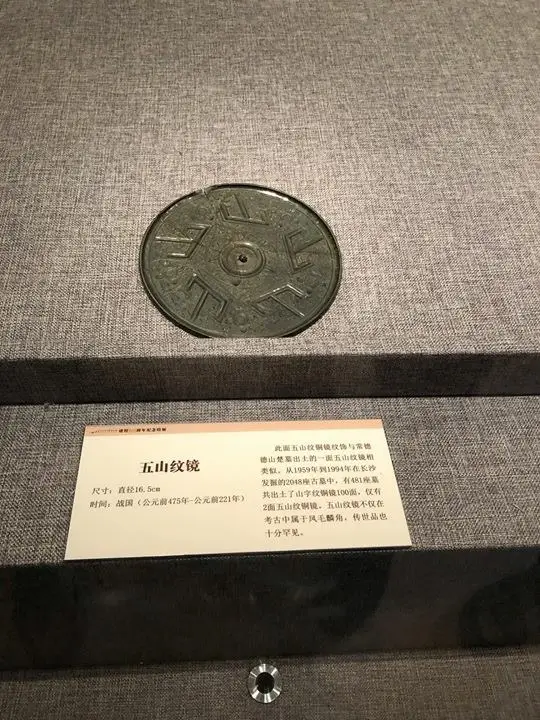 周年纪念特展
五山纹镜
尺寸：直径16.5cm
时间：战国（公元前475年-公元前221年）
此面五山纹铜镜纹饰与常德
德山楚墓出土的一面五山纹镜相
类似。从1959年到1994年在长沙
发掘的2048座古墓中，有481座墓
共出土了山字纹铜镜100面，仅有
2面五山纹铜镜。五山纹镜不仅在
考古中属于凤毛麟角，传世品也
十分罕见。